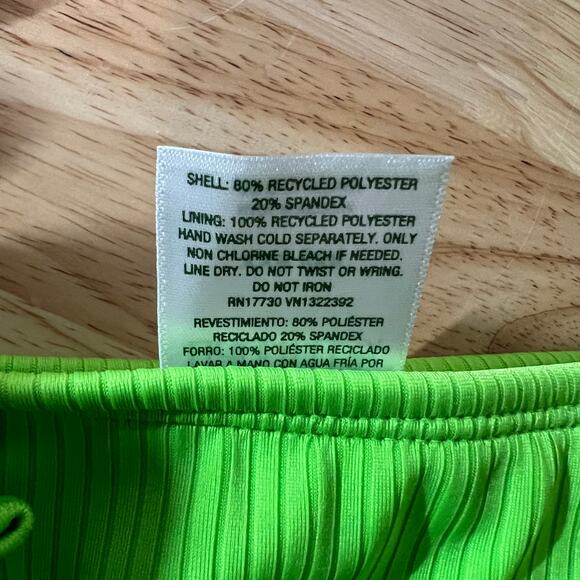 SHELL: 80% RECYCLED POLYESTER
20% SPANDEX
LINING: 100% RECYCLED POLYESTER
HAND WASH COLD SEPARATELY. ONLY
NON CHLORINE BLEACH IF NEEDED.
LINE DRY. DO NOT TWIST OR WRING.
DO NOT IRON
RN17730 VN1322392
REVESTIMIENTO: 80% POLIÉSTER
RECICLADO 20% SPANDEX
FORRO: 100% POLIÉSTER RECICLADO
LAVAR A MANO CON AGUA FRÍA POR